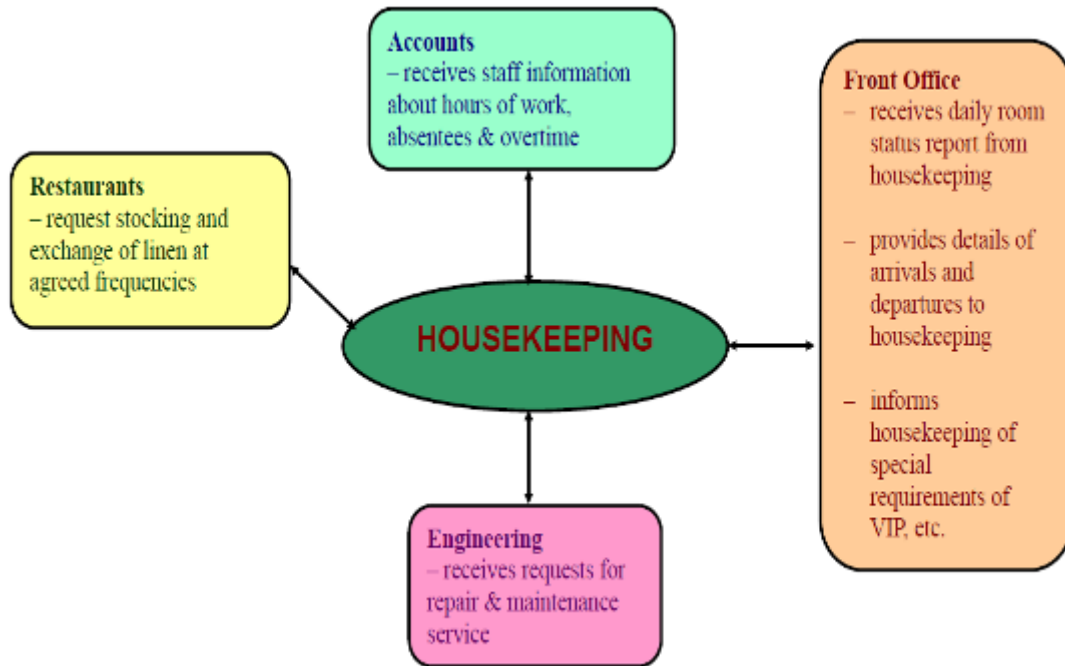 Accounts
– receives staff information
about hours of work,
absentees & overtime
Front Office
– receives daily room
status report from
housekeeping
– provides details of
arrivals and
departures to
housekeeping
– informs
housekeeping of
special
requirements of
VIP, etc.
Restaurants
– request stocking and
exchange of linen at
agreed frequencies
HOUSEKEEPING
Engineering
– receives requests for
repair & maintenance
service